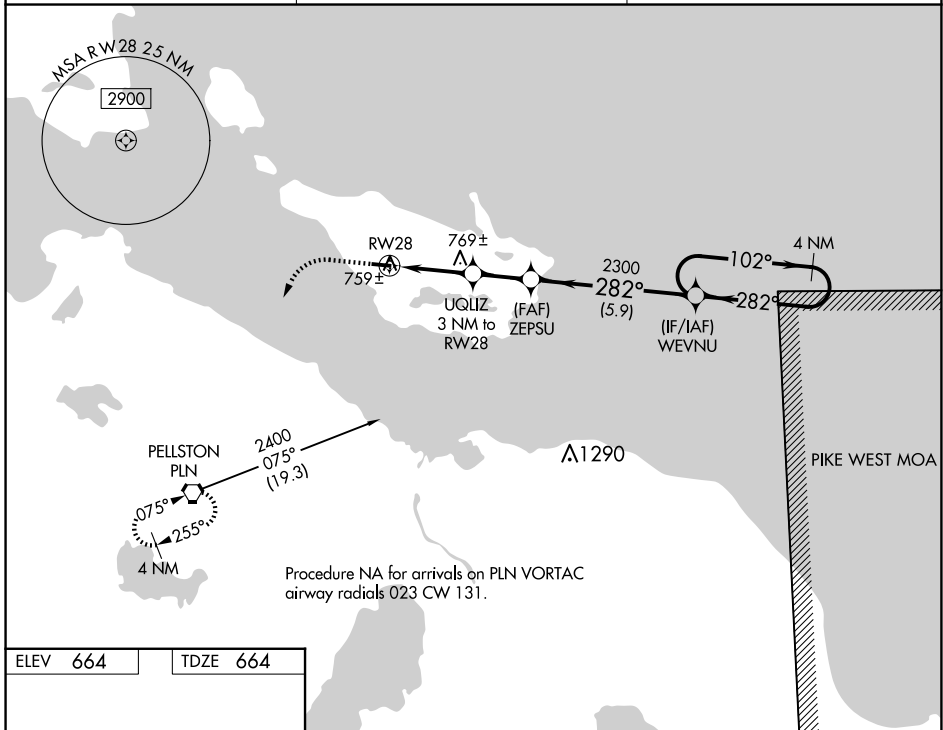 MSA RW28 25 NM
2900
RW28
759±
769±
UQLIZ
3 NM to
RW28
(FAF)
ZEPSU
2300
282°
(5.9)
(IF/IAF)
WEVNU
102°
4 NM
282°
PIKE WEST MOA
1290
PELLSTON
PLN
2400
075°
(19.3)
075°
255°
4 NM
Procedure NA for arrivals on PLN VORTAC
airway radials 023 CW 131.
ELEV 664
TDZE 664